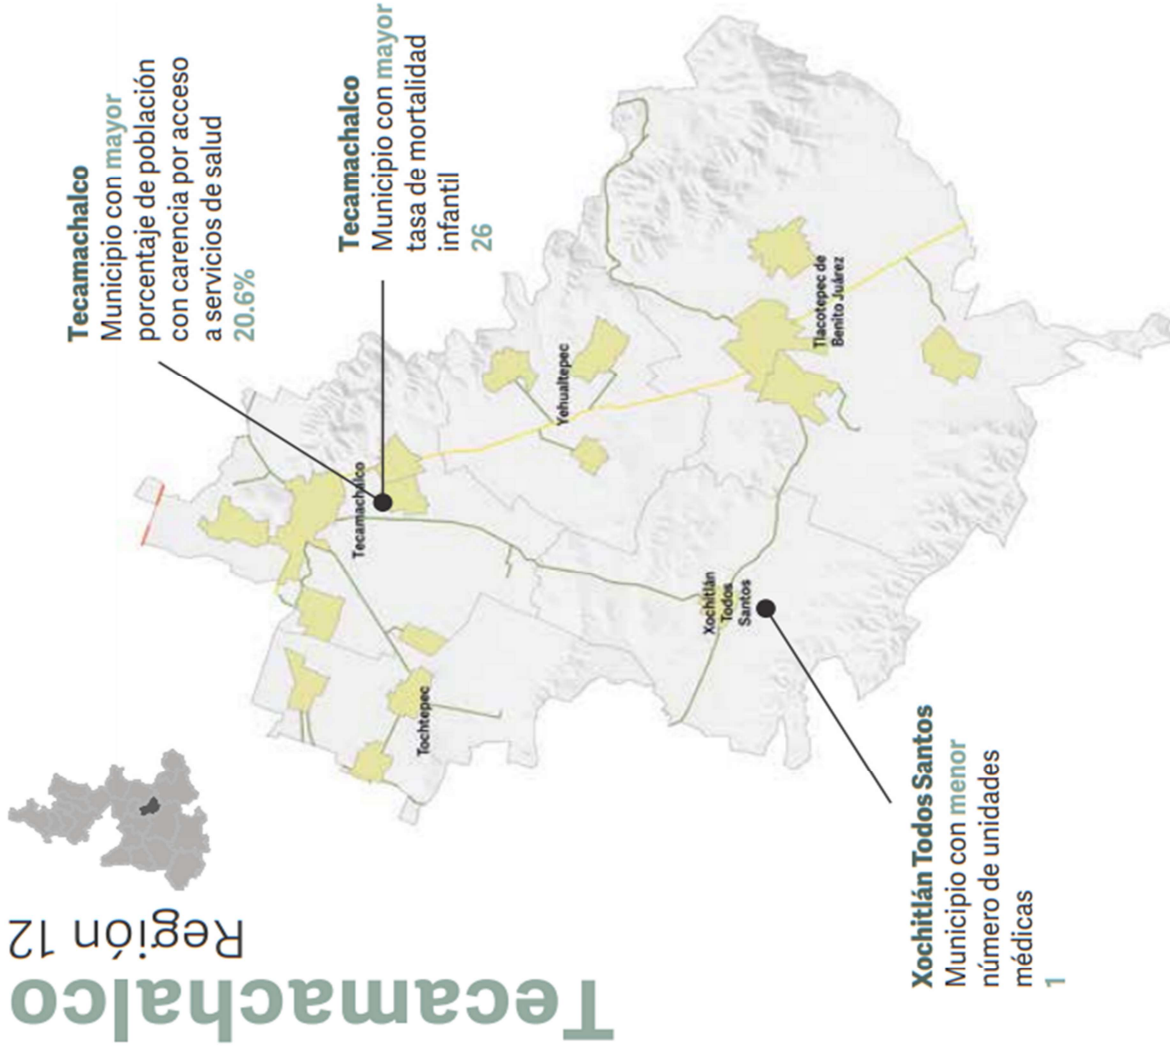 Tecamachalco
Región 12
Tecamachalco
Municipio con mayor
porcentaje de población
con carencia por acceso
a servicios de salud
20.6%
Tecamachalco
Municipio con mayor
tasa de mortalidad
infantil
26
Xochitlán Todos Santos
Municipio con menor
número de unidades
médicas
1
Tecamachalco
Tochtepec
Yehualtepec
Xochitlán
Todos
Santos
Tlacotepec de
Benito Juárez